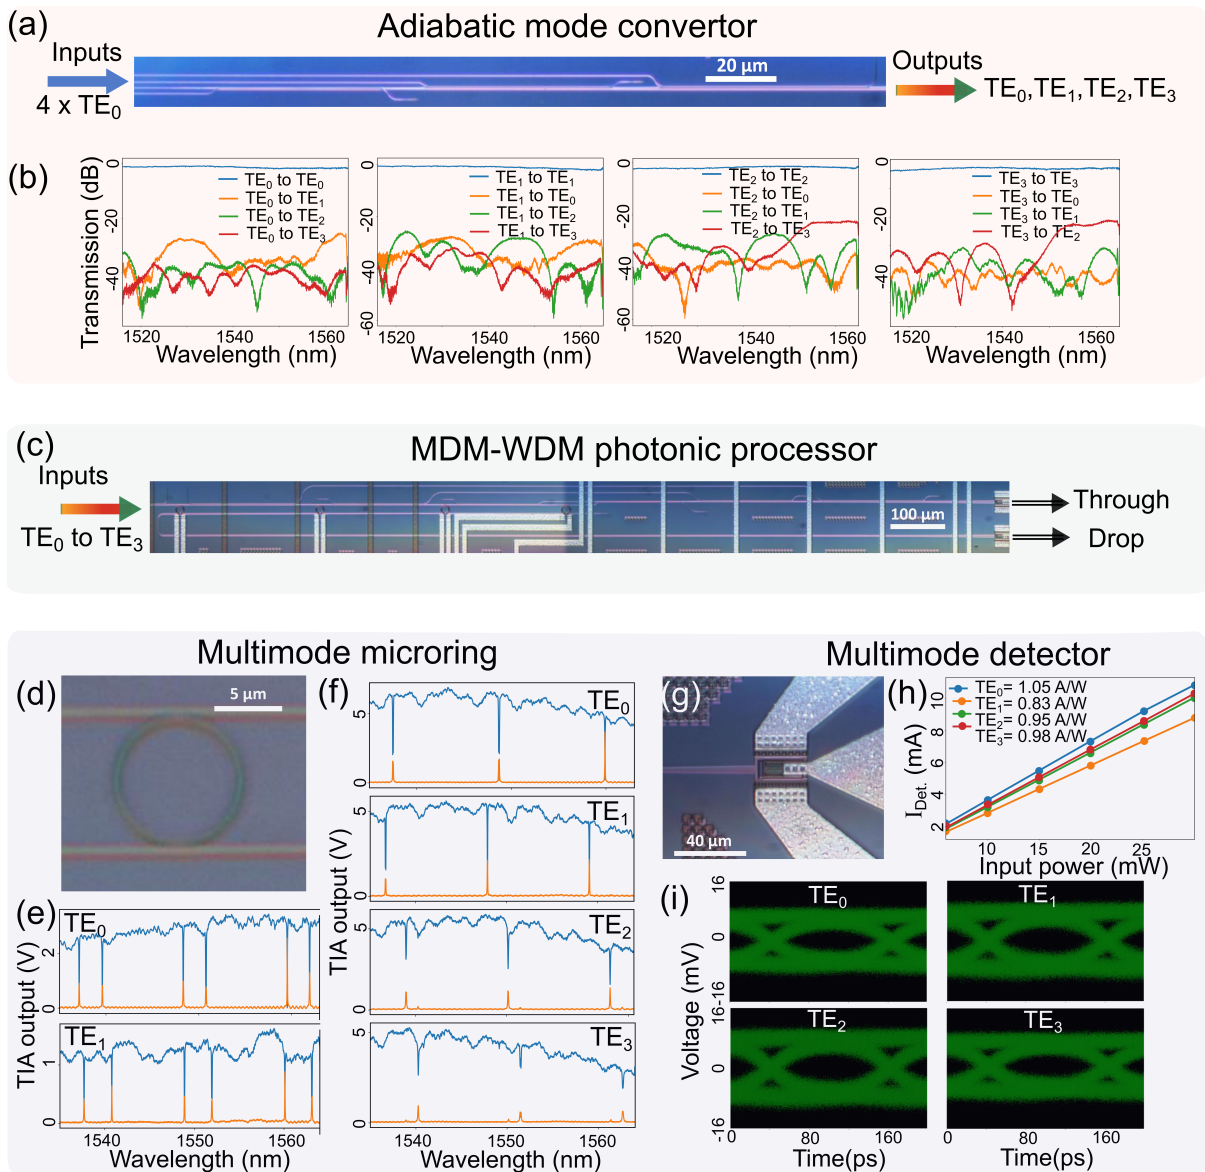 (a)
Adiabatic mode convertor
Inputs
4 x TE₀
20 µm
Outputs
TE₀,TE₁,TE₂,TE₃
(b)
Transmission (dB)
0
-20
-40
TE₀ to TE₀
TE₀ to TE₁
TE₀ to TE₂
TE₀ to TE₃
1520
1540
1560
Wavelength (nm)
0
-20
-40
-60
TE₁ to TE₁
TE₁ to TE₀
TE₁ to TE₂
TE₁ to TE₃
1520
1540
1560
Wavelength (nm)
0
-20
-40
-60
TE₂ to TE₂
TE₂ to TE₀
TE₂ to TE₁
TE₂ to TE₃
1520
1540
1560
Wavelength (nm)
0
-20
-40
TE₃ to TE₃
TE₃ to TE₀
TE₃ to TE₁
TE₃ to TE₂
1520
1540
1560
Wavelength (nm)
(c)
MDM-WDM photonic processor
Inputs
TE₀ to TE₃
100 µm
Through
Drop
Multimode microring
(d)
5 µm
(e)
TIA output (V)
TE₀
2
0
TIA output (V)
TE₁
1
0
1540
1550
1560
Wavelength (nm)
(f)
TIA output (V)
TE₀
5
0
TE₁
5
0
TE₂
5
0
TE₃
5
0
1540
1550
1560
Wavelength (nm)
Multimode detector
(g)
40 µm
(h)
I_Det. (mA)
10
8
6
4
2
TE₀= 1.05 A/W
TE₁= 0.83 A/W
TE₂= 0.95 A/W
TE₃= 0.98 A/W
10
15
20
25
Input power (mW)
(i)
Voltage (mV)
16
0
-16
TE₀
TE₁
16
0
-16
TE₂
TE₃
-0
80
160
Time(ps)
0
80
160
Time(ps)